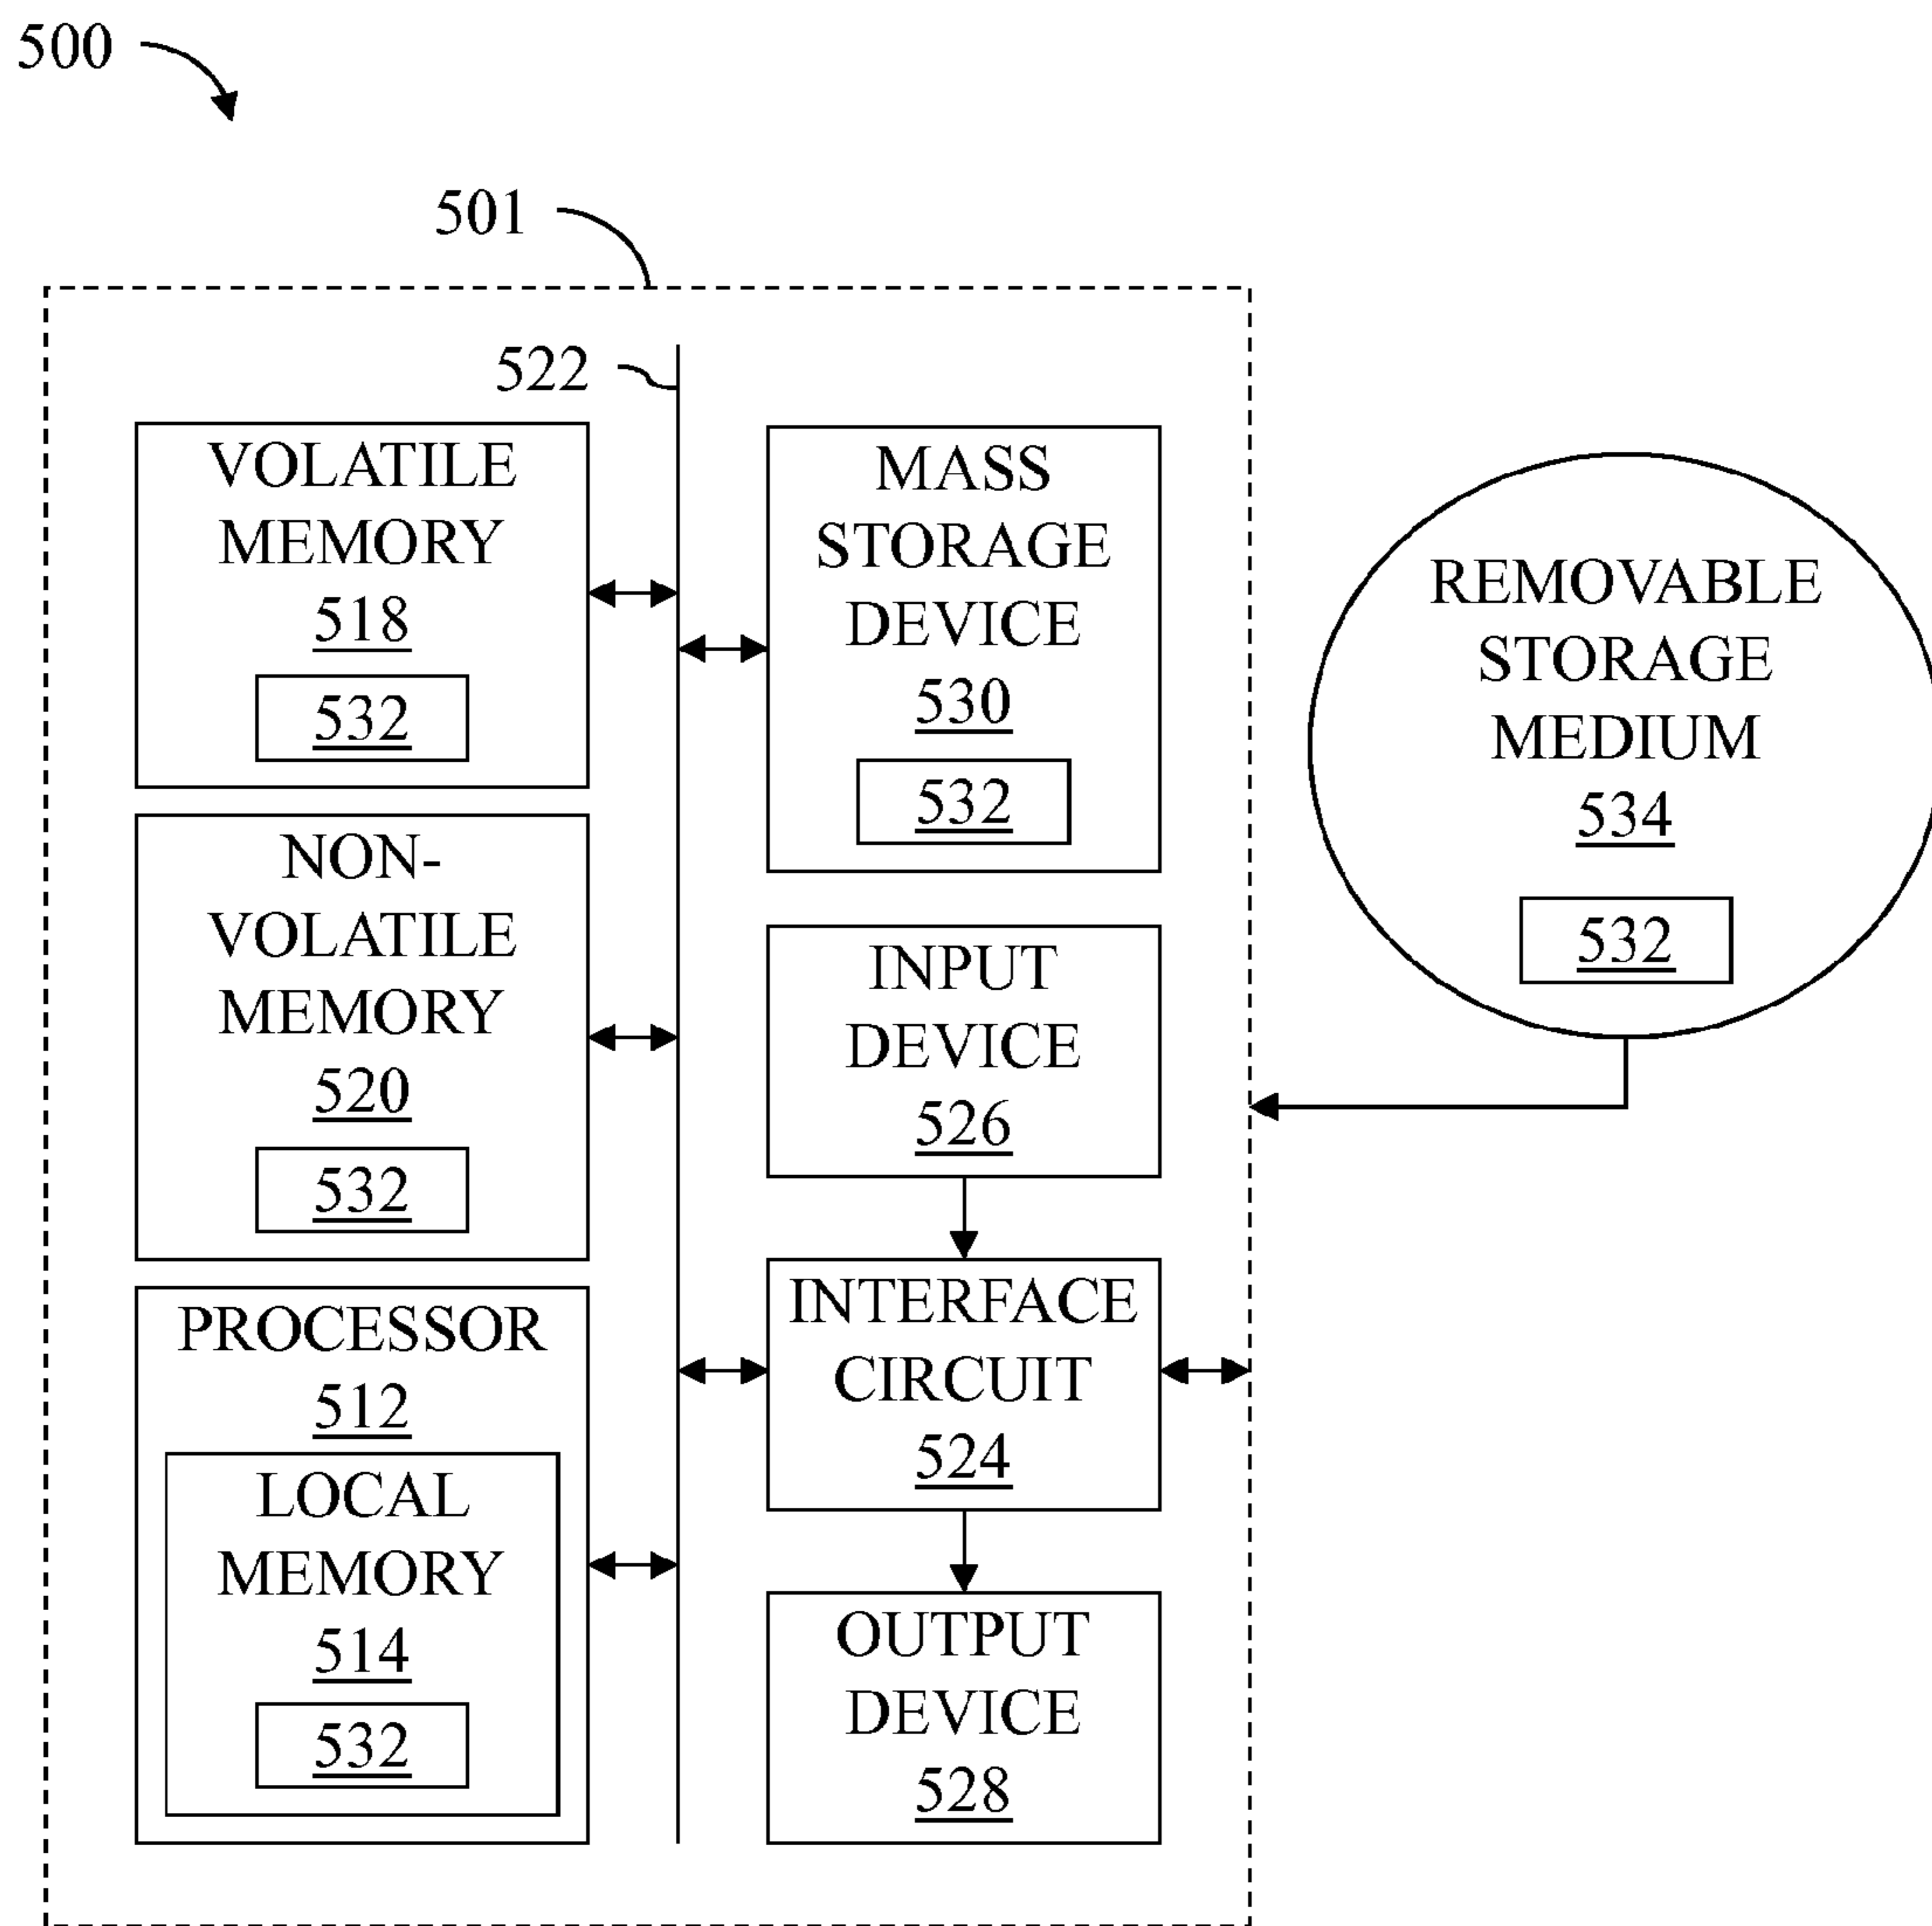 500
501
522
VOLATILE
MEMORY
518
532
NON-
VOLATILE
MEMORY
520
532
PROCESSOR
512
LOCAL
MEMORY
514
532
MASS
STORAGE
DEVICE
530
532
INPUT
DEVICE
526
INTERFACE
CIRCUIT
524
OUTPUT
DEVICE
528
REMOVABLE
STORAGE
MEDIUM
534
532